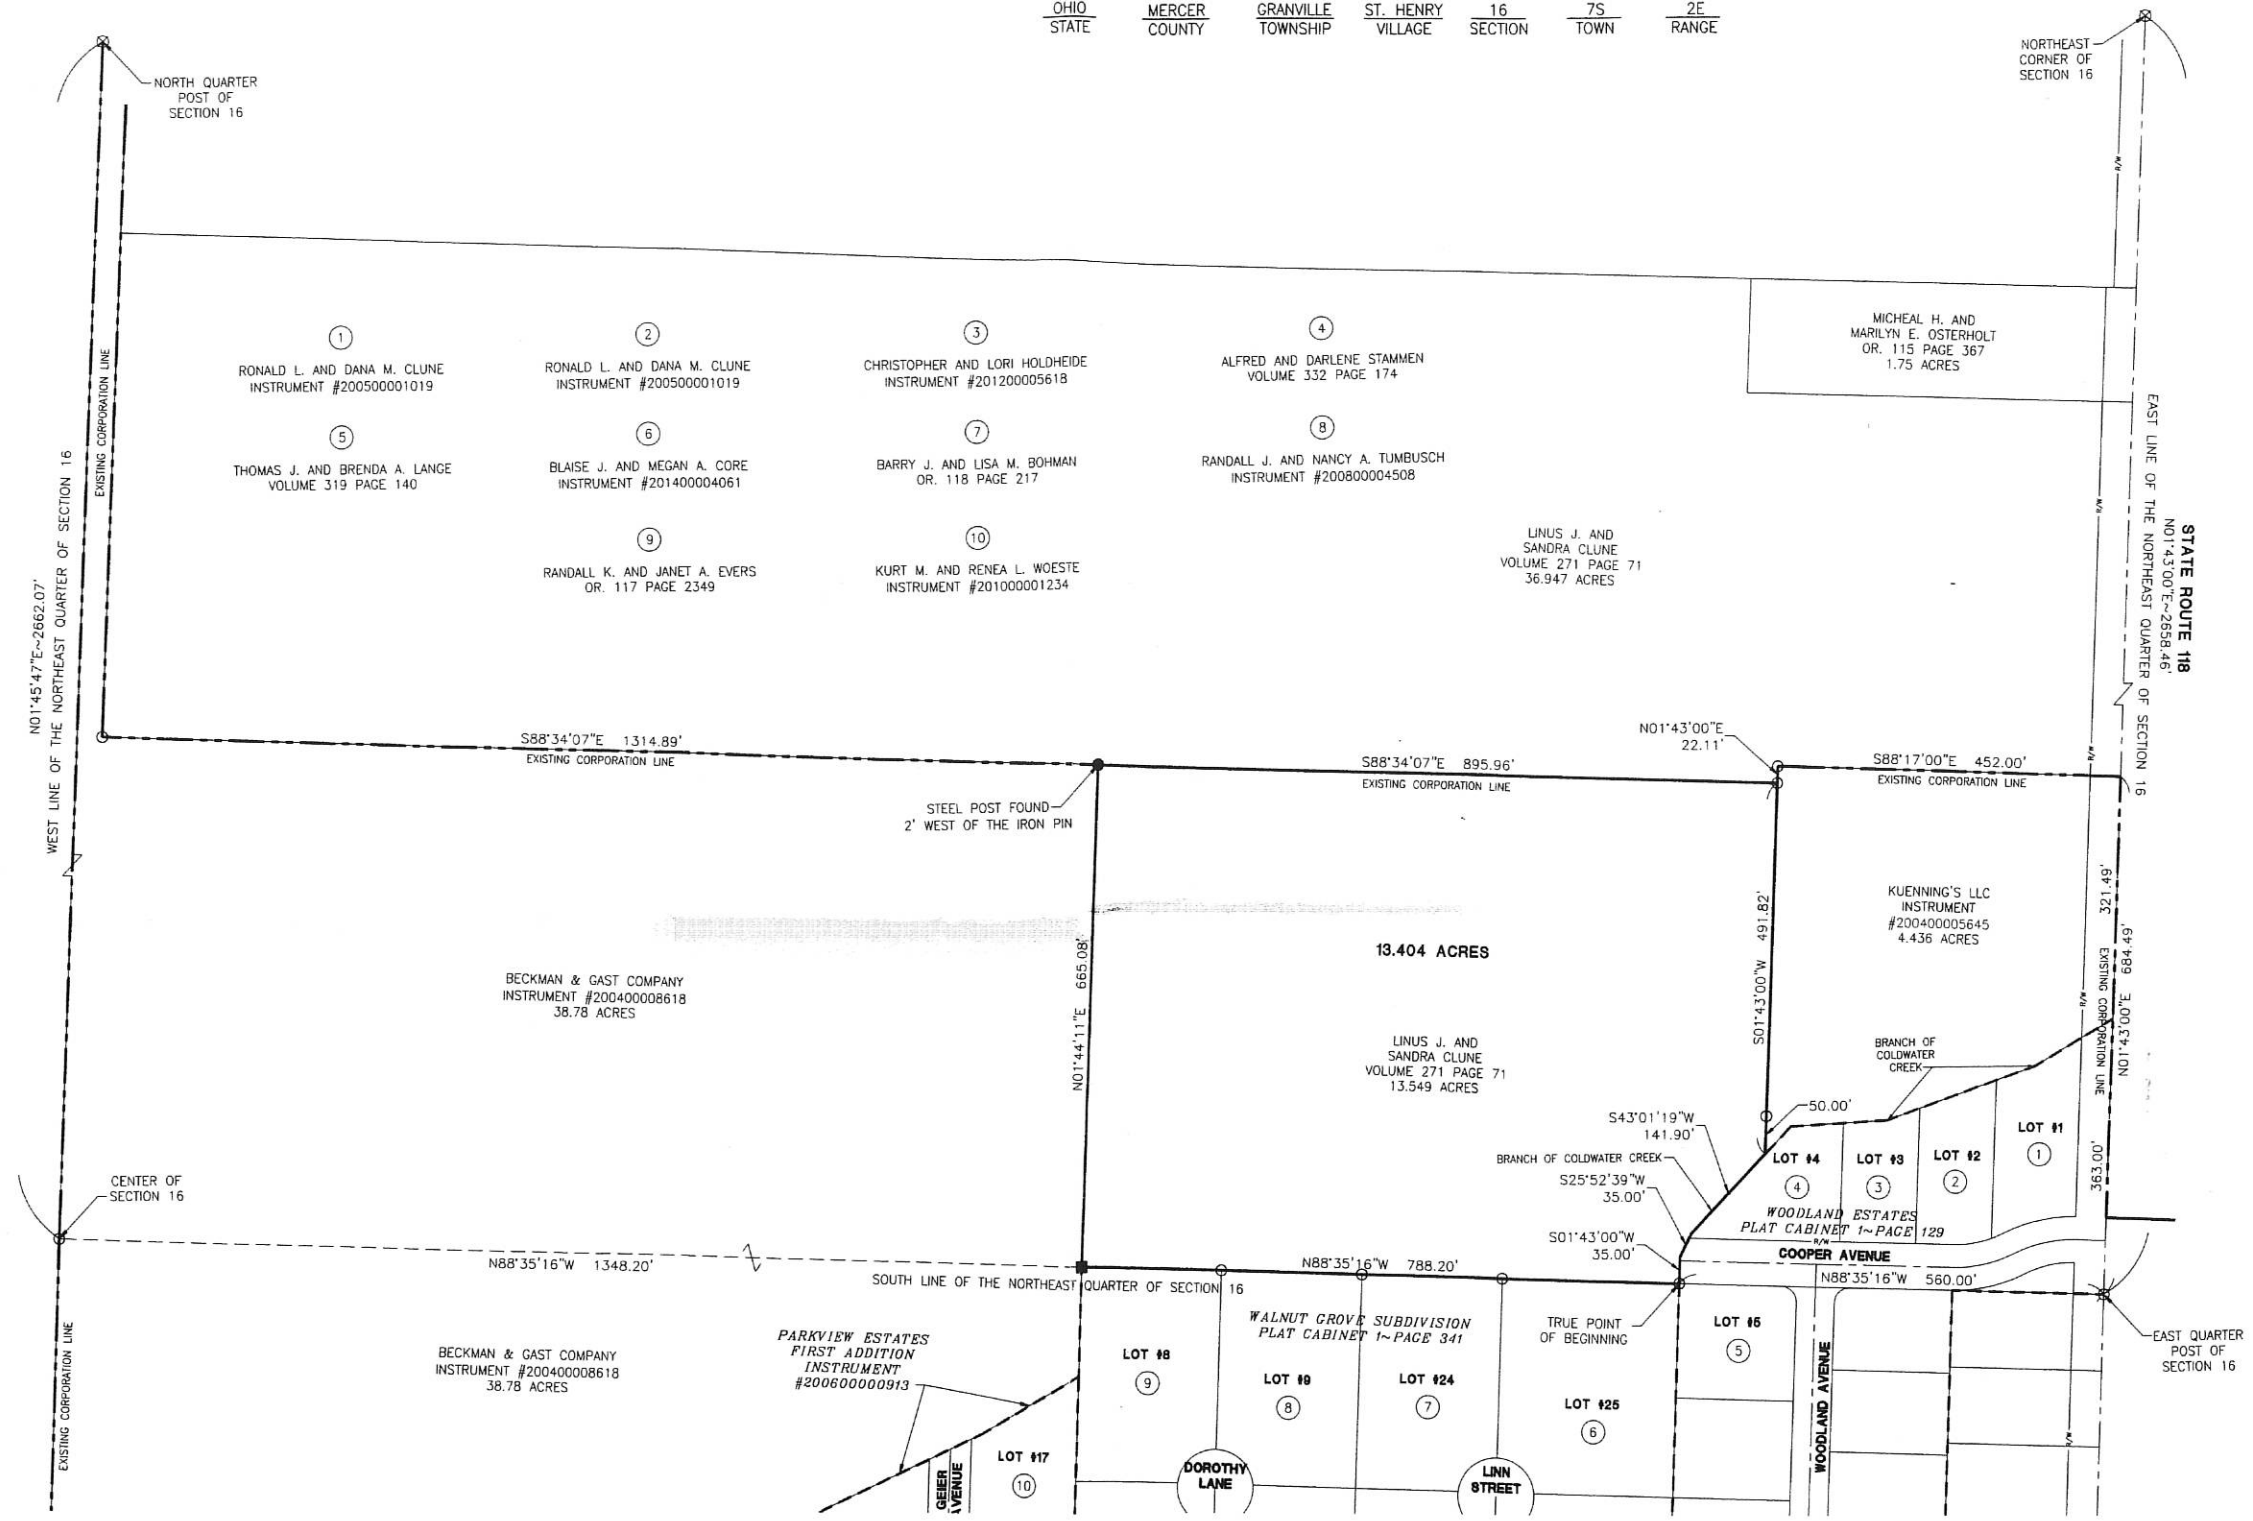 OHIO MERCER GRANVILLE ST. HENRY 16 7S 2E
STATE COUNTY TOWNSHIP VILLAGE SECTION TOWN RANGE
NORTH QUARTER
POST OF
SECTION 16
NORTHEAST
CORNER OF
SECTION 16
R/W
EXISTING CORPORATION LINE
N01°45'47"E~2662.07'
WEST LINE OF THE NORTHEAST QUARTER OF SECTION 16
1
RONALD L. AND DANA M. CLUNE
INSTRUMENT #200500001019
2
RONALD L. AND DANA M. CLUNE
INSTRUMENT #200500001019
3
CHRISTOPHER AND LORI HOLDHEIDE
INSTRUMENT #201200005618
4
ALFRED AND DARLENE STAMMEN
VOLUME 332 PAGE 174
MICHEAL H. AND
MARILYN E. OSTERHOLT
OR. 115 PAGE 367
1.75 ACRES
5
THOMAS J. AND BRENDA A. LANGE
VOLUME 319 PAGE 140
6
BLAISE J. AND MEGAN A. CORE
INSTRUMENT #201400004061
7
BARRY J. AND LISA M. BOHMAN
OR. 118 PAGE 217
8
RANDALL J. AND NANCY A. TUMBUSCH
INSTRUMENT #200800004508
9
RANDALL K. AND JANET A. EVERS
OR. 117 PAGE 2349
10
KURT M. AND RENEA L. WOESTE
INSTRUMENT #201000001234
LINUS J. AND
SANDRA CLUNE
VOLUME 271 PAGE 71
36.947 ACRES
R/W
EAST LINE OF THE NORTHEAST QUARTER OF SECTION 16
N01°43'00"E~2658.46'
STATE ROUTE 118
S88°34'07"E 1314.89'
EXISTING CORPORATION LINE
STEEL POST FOUND
2' WEST OF THE IRON PIN
S88°34'07"E 895.96'
EXISTING CORPORATION LINE
N01°43'00"E
22.11'
S88°17'00"E 452.00'
EXISTING CORPORATION LINE
R/W
KUENNING'S LLC
INSTRUMENT
#200400005645
4.436 ACRES
S01°43'00"W 491.82'
321.49'
EXISTING CORPORATION LINE
N01°43'00"E 684.49'
R/W
363.00'
BECKMAN & GAST COMPANY
INSTRUMENT #200400008618
38.78 ACRES
N01°44'11"E 665.08'
13.404 ACRES
LINUS J. AND
SANDRA CLUNE
VOLUME 271 PAGE 71
13.549 ACRES
BRANCH OF
COLDWATER
CREEK
50.00'
S43°01'19"W
141.90'
BRANCH OF COLDWATER CREEK
S25°52'39"W
35.00'
S01°43'00"W
35.00'
LOT #4
4
LOT #3
3
LOT #2
2
LOT #1
1
WOODLAND ESTATES
PLAT CABINET 1~PAGE 129
R/W
COOPER AVENUE
N88°35'16"W 560.00'
CENTER OF
SECTION 16
N88°35'16"W 1348.20'
SOUTH LINE OF THE NORTHEAST QUARTER OF SECTION 16
N88°35'16"W 788.20'
WALNUT GROVE SUBDIVISION
PLAT CABINET 1~PAGE 341
TRUE POINT
OF BEGINNING
EAST QUARTER
POST OF
SECTION 16
EXISTING CORPORATION LINE
BECKMAN & GAST COMPANY
INSTRUMENT #200400008618
38.78 ACRES
PARKVIEW ESTATES
FIRST ADDITION
INSTRUMENT
#200600000913
GEIER
AVENUE
LOT #17
10
LOT #8
9
LOT #9
8
LOT #24
7
LOT #25
6
LOT #5
5
DOROTHY
LANE
LINN
STREET
WOODLAND AVENUE
R/W